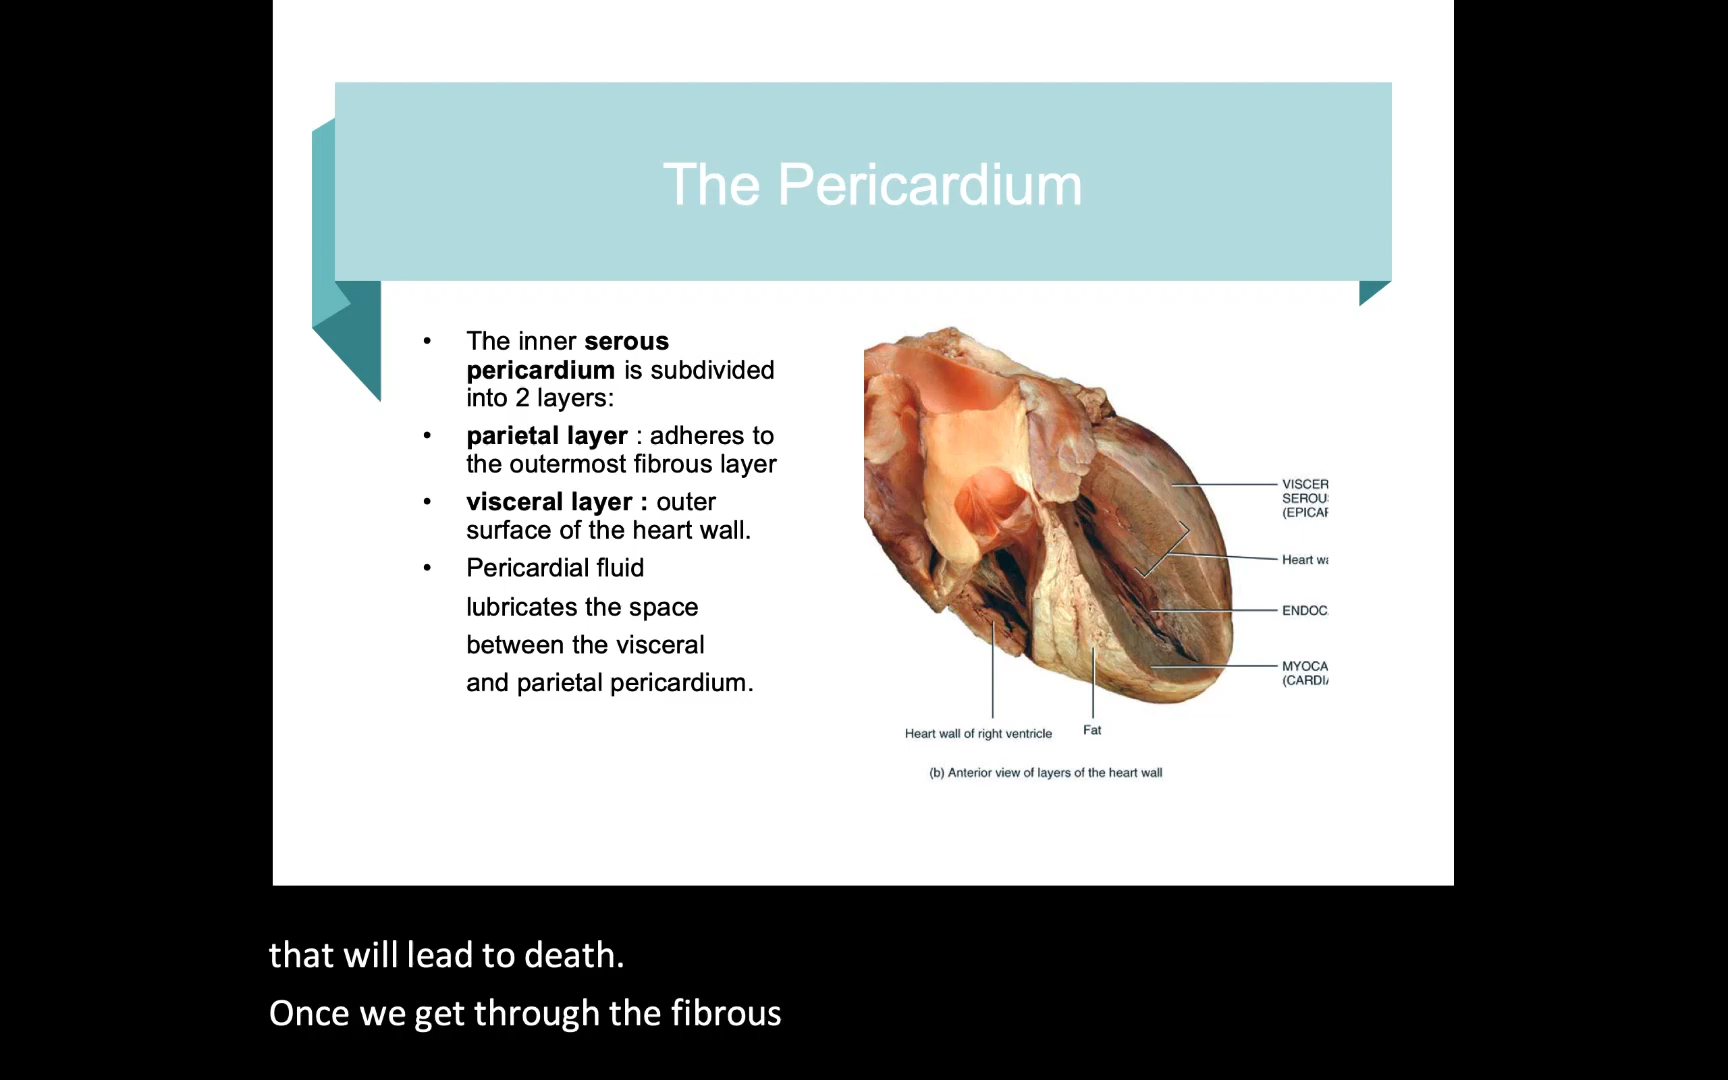 The Pericardium
• The inner serous
pericardium is subdivided
into 2 layers:
• parietal layer : adheres to
the outermost fibrous layer
• visceral layer : outer
surface of the heart wall.
• Pericardial fluid
lubricates the space
between the visceral
and parietal pericardium.
VISCER
SEROU
(EPICAF
Heart wa
ENDOC
MYOCA
(CARDI
Heart wall of right ventricle
Fat
(b) Anterior view of layers of the heart wall
that will lead to death.
Once we get through the fibrous